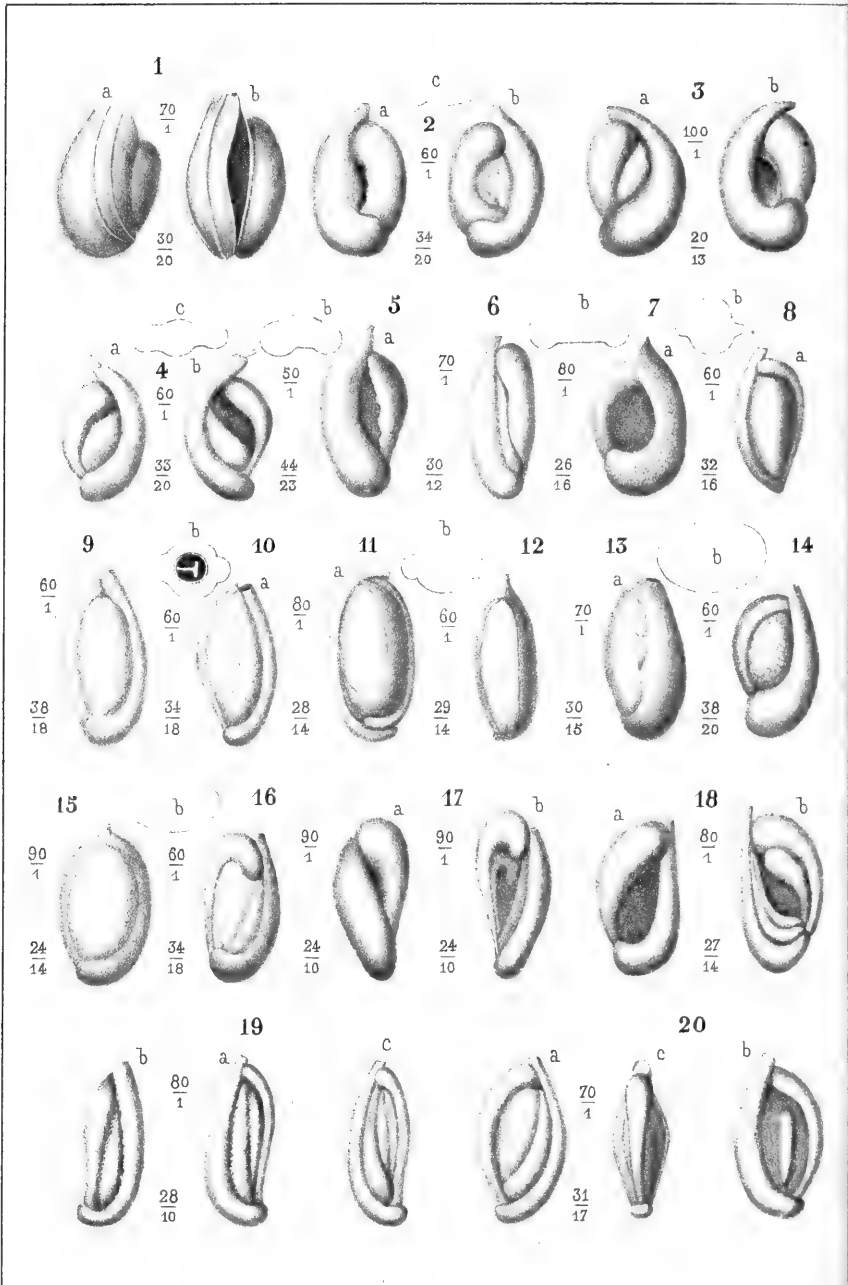 1 2 3
a 70/1 b c a b a b
60/1 100/1
30/20 34/20 20/13
c b 5 6 b 7 b 8
a 4 b a a a
60/1 50/1 70/1 80/1 60/1
33/20 44/23 30/12 26/16 32/16
9 b 10 11 b 12 13 b 14
a a a
60/1 60/1 80/1 60/1 70/1 60/1
38/18 34/18 28/14 29/14 30/15 38/20
15 b 16 a 17 b a 18 b
90/1 60/1 90/1 90/1 80/1
24/14 34/18 24/10 24/10 27/14
19 20
b 80/1 a c a 70/1 c b
28/10 31/17